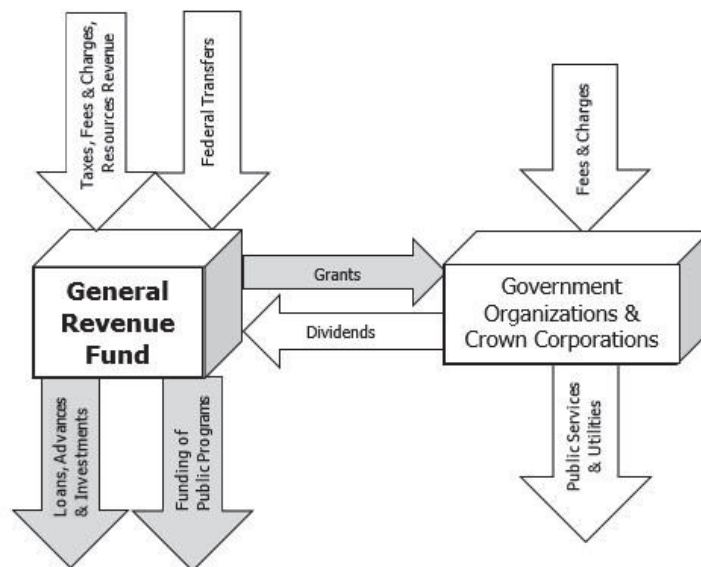 Taxes, Fees & Charges,
Resources Revenue
Federal Transfers
Fees & Charges
General
Revenue
Fund
Grants
Dividends
Government
Organizations &
Crown Corporations
Loans, Advances
& Investments
Funding of
Public Programs
Public Services
& Utilities